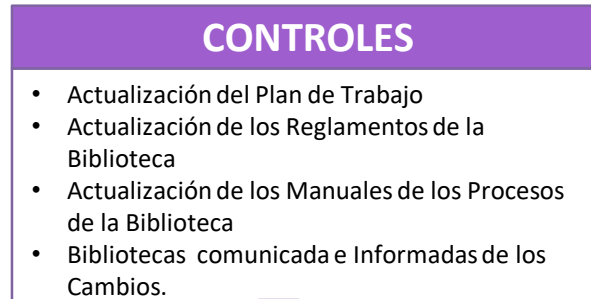 CONTROLES
• Actualización del Plan de Trabajo
• Actualización de los Reglamentos de la
Biblioteca
• Actualización de los Manuales de los Procesos
de la Biblioteca
• Bibliotecas comunicada e Informadas de los
Cambios.